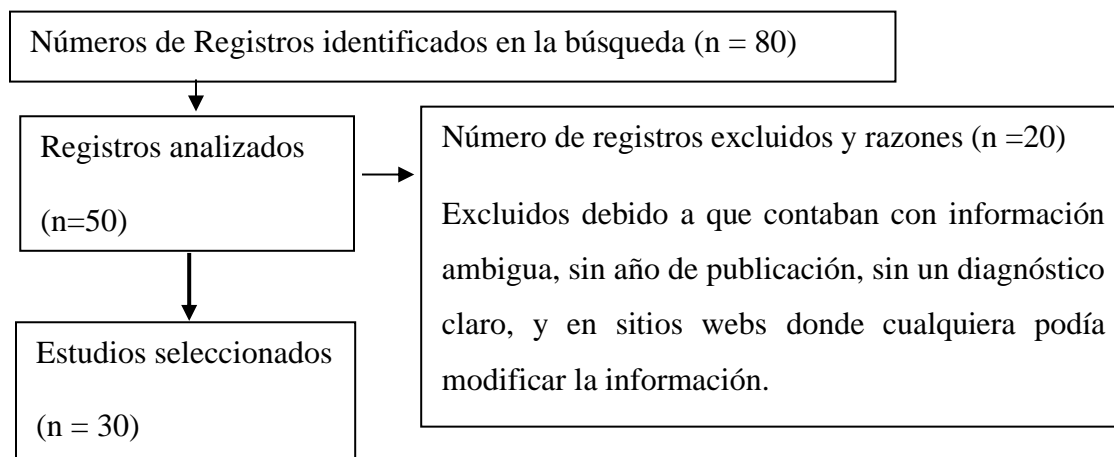 Números de Registros identificados en la búsqueda (n = 80)
Registros analizados
(n=50)
Número de registros excluidos y razones (n =20)
Excluidos debido a que contaban con información
ambigua, sin año de publicación, sin un diagnóstico
claro, y en sitios webs donde cualquiera podía
modificar la información.
Estudios seleccionados
(n = 30)